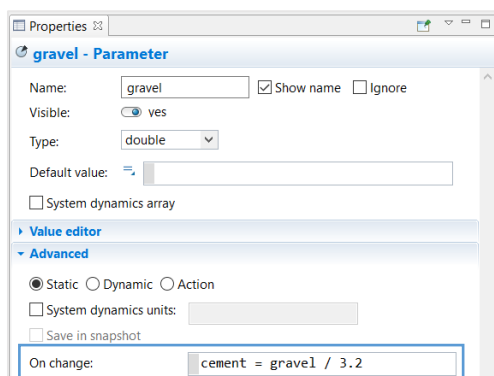 Properties
gravel - Parameter
Name: gravel Show name Ignore
Visible: yes
Type: double
Default value:
System dynamics array
Value editor
Advanced
Static Dynamic Action
System dynamics units:
Save in snapshot
On change: cement = gravel / 3.2